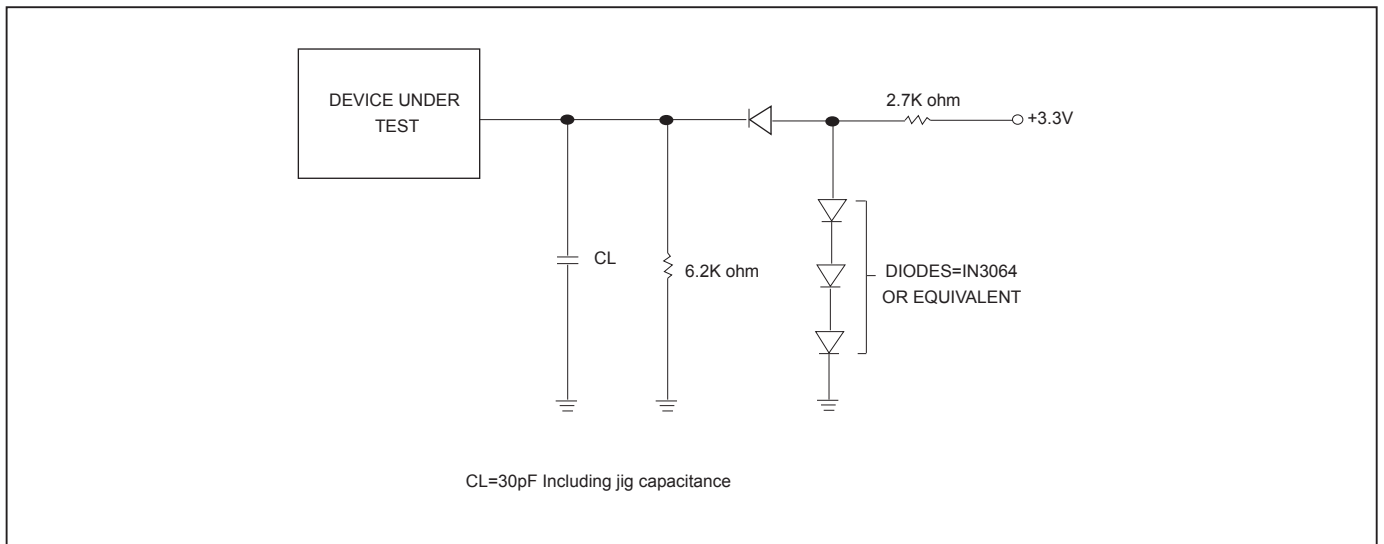 DEVICE UNDER
TEST
2.7K ohm
+3.3V
CL
6.2K ohm
DIODES=IN3064
OR EQUIVALENT
CL=30pF Including jig capacitance